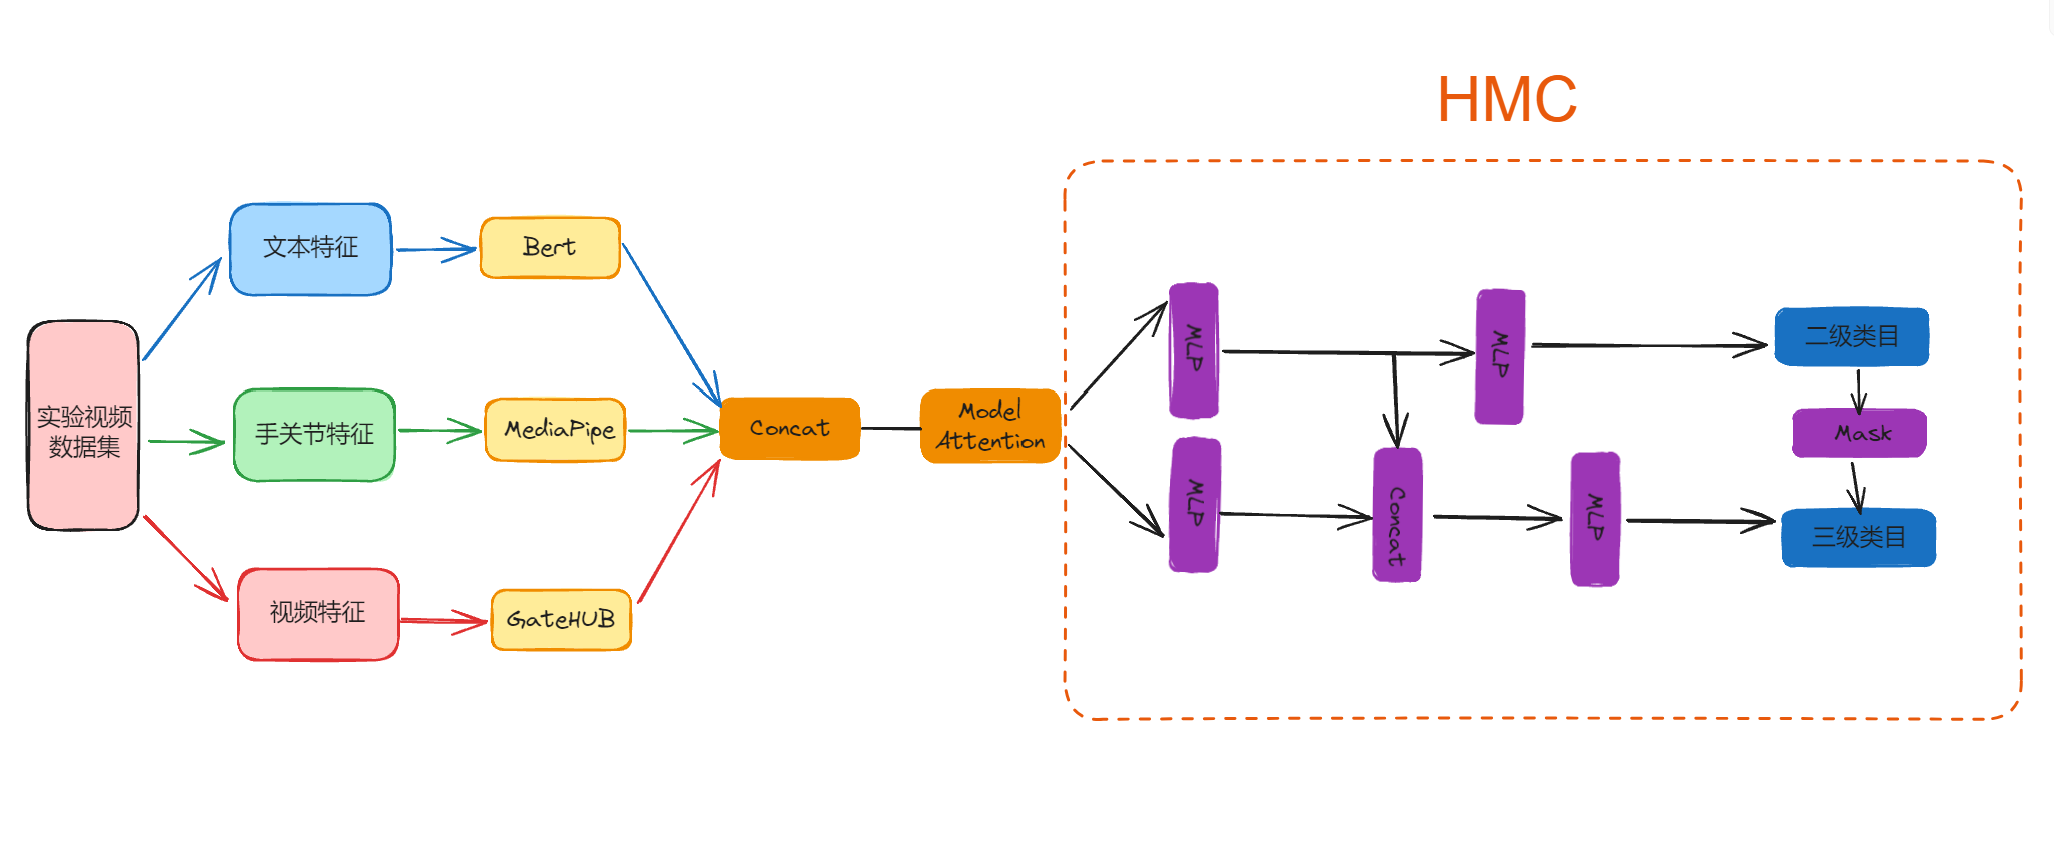 HMC
实验视频
数据集
文本特征
Bert
手关节特征
MediaPipe
视频特征
GateHUB
Concat
Model
Attention
MLP
MLP
MLP
Concat
MLP
二级类目
Mask
三级类目